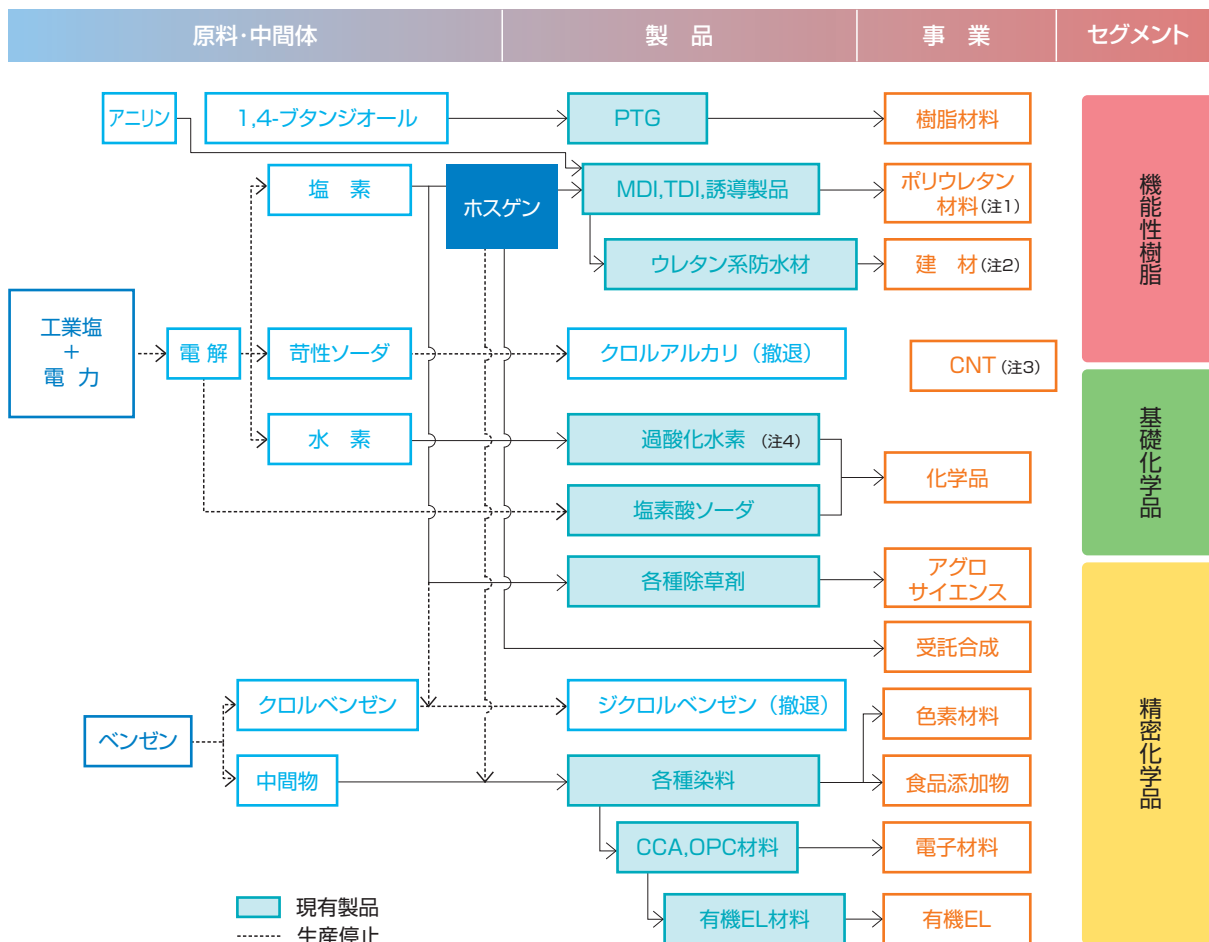 原料・中間体
製 品
事 業
セグメント
アニリン
1,4-ブタンジオール
PTG
樹脂材料
塩 素
ホスゲン
MDI,TDI,誘導製品
ポリウレタン
材料(注1)
ウレタン系防水材
建 材(注2)
機能性樹脂
工業塩
+
電 力
電 解
苛性ソーダ
クロルアルカリ(撤退)
CNT(注3)
水 素
過酸化水素 (注4)
化学品
塩素酸ソーダ
基礎化学品
各種除草剤
アグロ
サイエンス
受託合成
クロルベンゼン
ジクロルベンゼン(撤退)
色素材料
ベンゼン
中間物
各種染料
食品添加物
精密化学品
CCA,OPC材料
電子材料
有機EL材料
有機EL
現有製品
生産停止